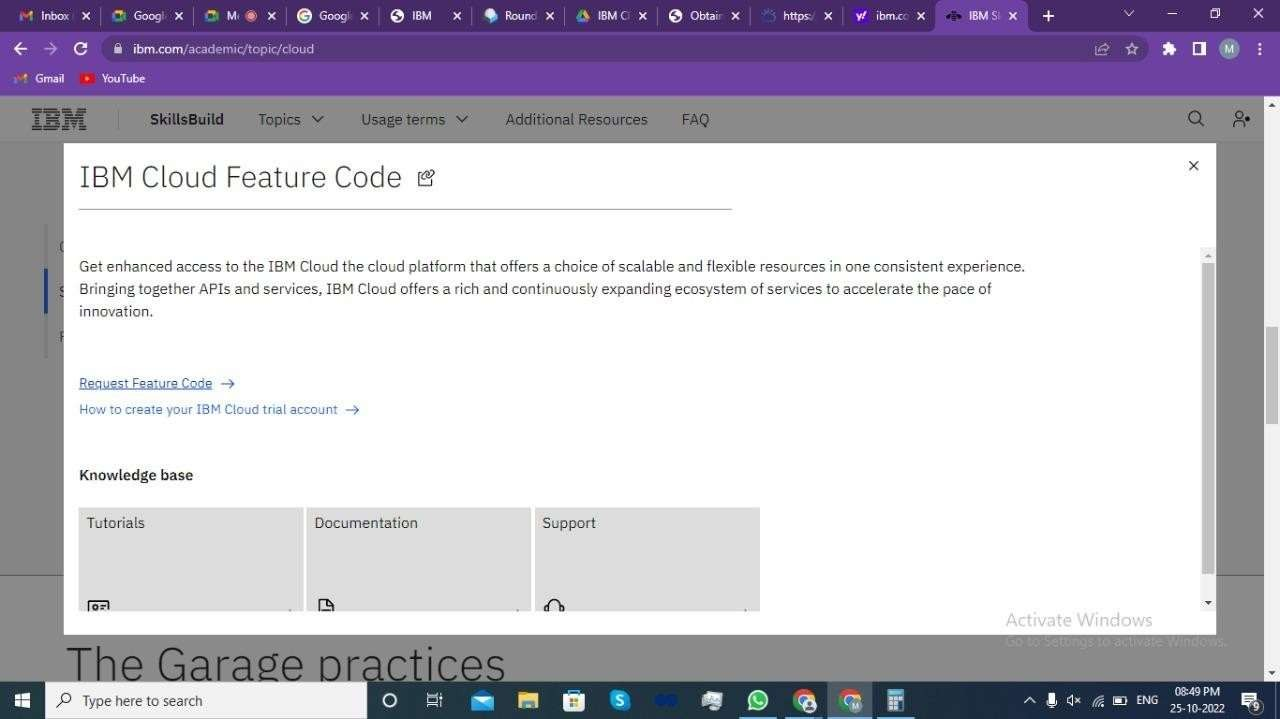 Inbox
Google
M
Google
IBM
Round
IBM Cl
Obtain
https:/
ibm.co
IBM S
ibm.com/academic/topic/cloud
M
Gmail
YouTube
IBM
SkillsBuild
Topics
Usage terms
Additional Resources
FAQ
IBM Cloud Feature Code
Get enhanced access to the IBM Cloud the cloud platform that offers a choice of scalable and flexible resources in one consistent experience.
Bringing together APIs and services, IBM Cloud offers a rich and continuously expanding ecosystem of services to accelerate the pace of
innovation.
Request Feature Code
How to create your IBM Cloud trial account
Knowledge base
Tutorials
Documentation
Support
Activate Windows
Go to Settings to activate Windows.
The Garage practices
Type here to search
ENG
08:49 PM
25-10-2022
9